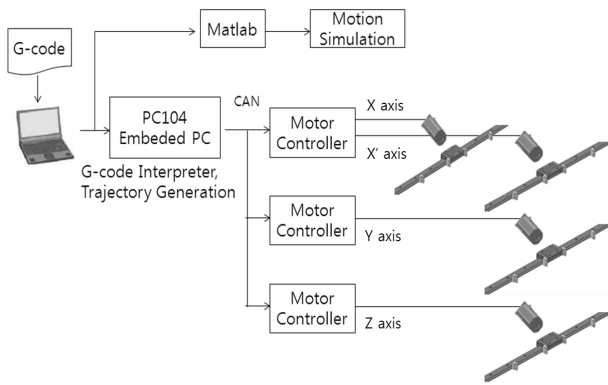 G-code
Matlab
Motion
Simulation
PC104
Embeded PC
CAN
G-code Interpreter,
Trajectory Generation
Motor
Controller
X axis
X' axis
Motor
Controller
Y axis
Motor
Controller
Z axis